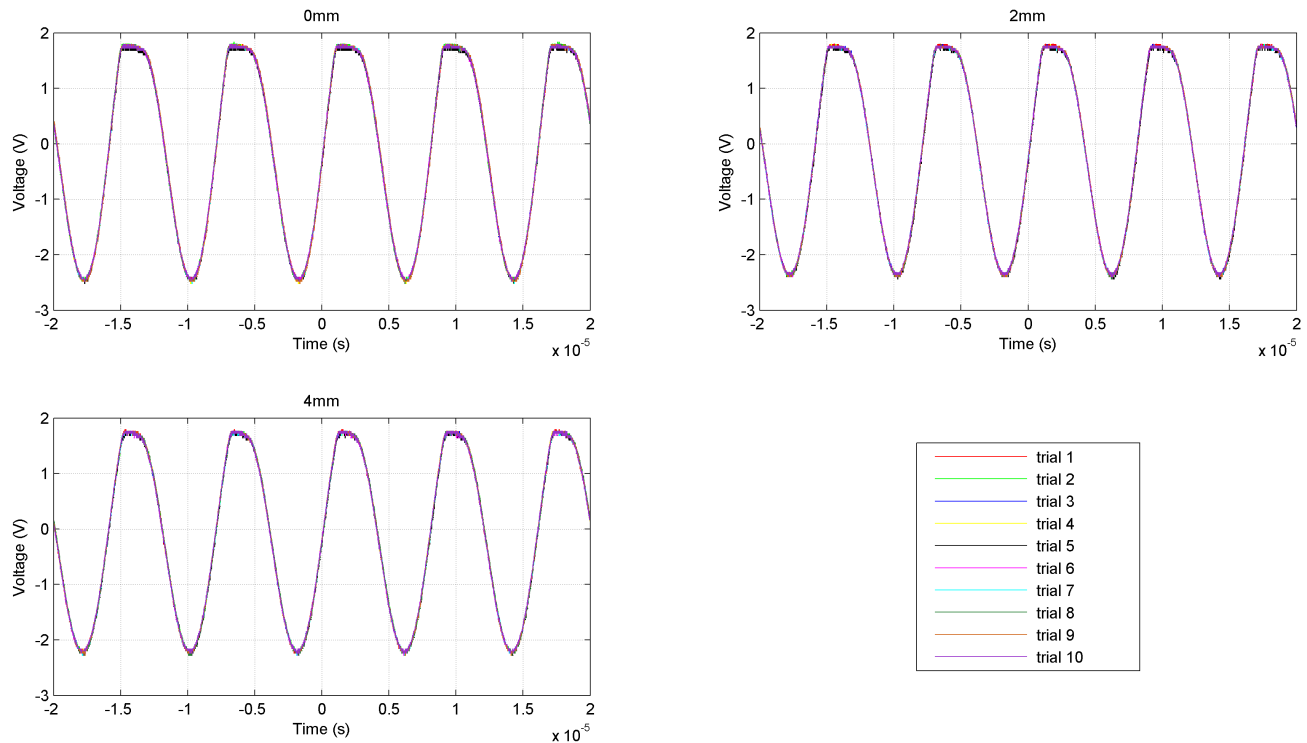 0mm
2
1
0
-1
-2
-3
Voltage (V)
-2
-1.5
-1
-0.5
0
0.5
1
1.5
2
Time (s)
x 10-5
2mm
2
1
0
-1
-2
-3
Voltage (V)
-2
-1.5
-1
-0.5
0
0.5
1
1.5
2
Time (s)
x 10-5
4mm
2
1
0
-1
-2
-3
Voltage (V)
-2
-1.5
-1
-0.5
0
0.5
1
1.5
2
Time (s)
x 10-5
trial 1
trial 2
trial 3
trial 4
trial 5
trial 6
trial 7
trial 8
trial 9
trial 10